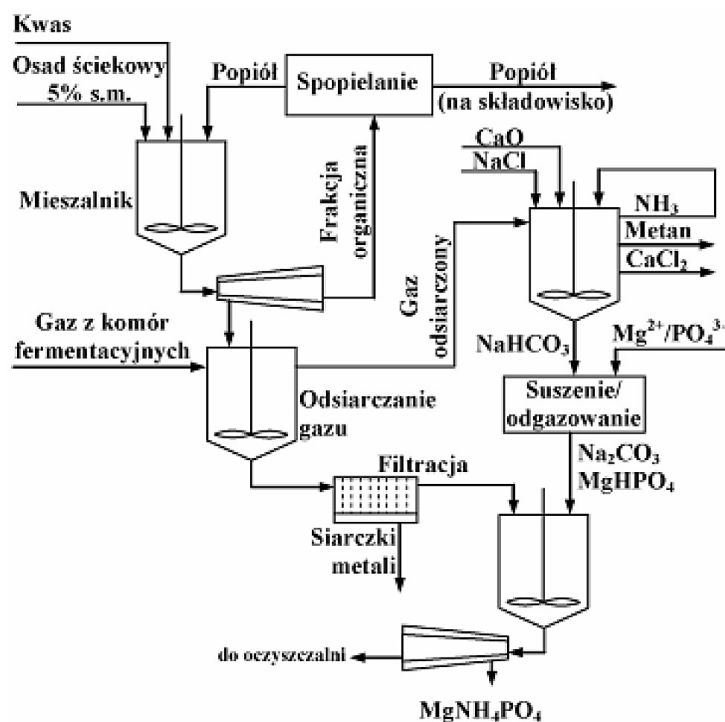 Kwas
Osad ściekowy
5% s.m.
Popiół
Spopielanie
Popiół
(na składowisko)
Mieszalnik
Frakcja
organiczna
CaO
NaCl
NH₃
Metan
CaCl₂
Gaz
odsiarczony
Gaz z komór
fermentacyjnych
NaHCO₃
Mg²⁺/PO₄³⁻
Odsiarczanie
gazu
Suszenie/
odgazowanie
Na₂CO₃
MgHPO₄
Filtracja
Siarczki
metali
do oczyszczalni
MgNH₄PO₄